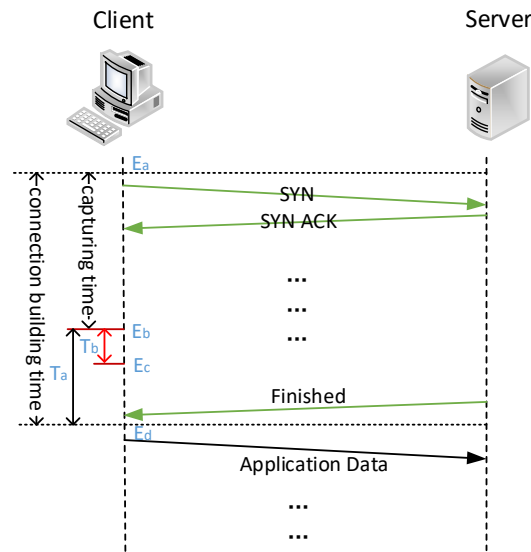 Client
Server
Ea
SYN
SYN ACK
connection building time
capturing time
...
...
...
Eb
Tb
Ec
Ta
Finished
Ed
Application Data
...
...